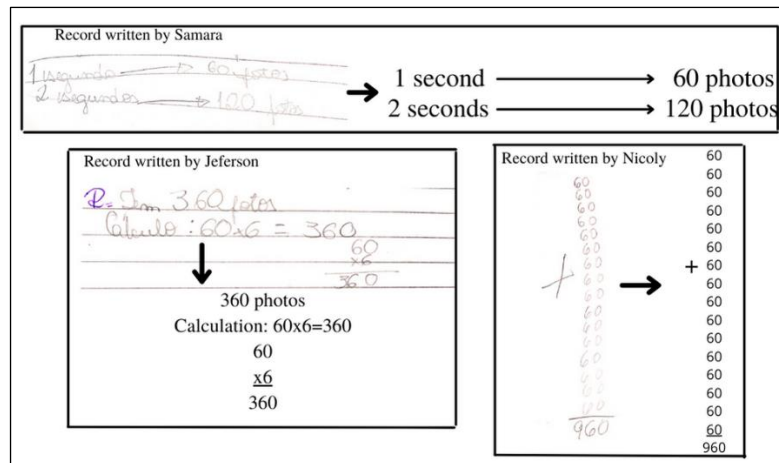 Record written by Samara
1 segundo → 60 fotos
2 segundos → 120 fotos
1 second → 60 photos
2 seconds → 120 photos
Record written by Jeferson
R= Tem 360 fotos
Cálculo : 60x6 = 360
60
x6
360
360 photos
Calculation: 60x6=360
60
x6
360
Record written by Nicoly
60
60
60
60
60
60
60
+ 60
60
60
60
60
60
60
60
60
960
60
60
60
60
60
60
+ 60
60
60
60
60
60
60
60
60
60
960